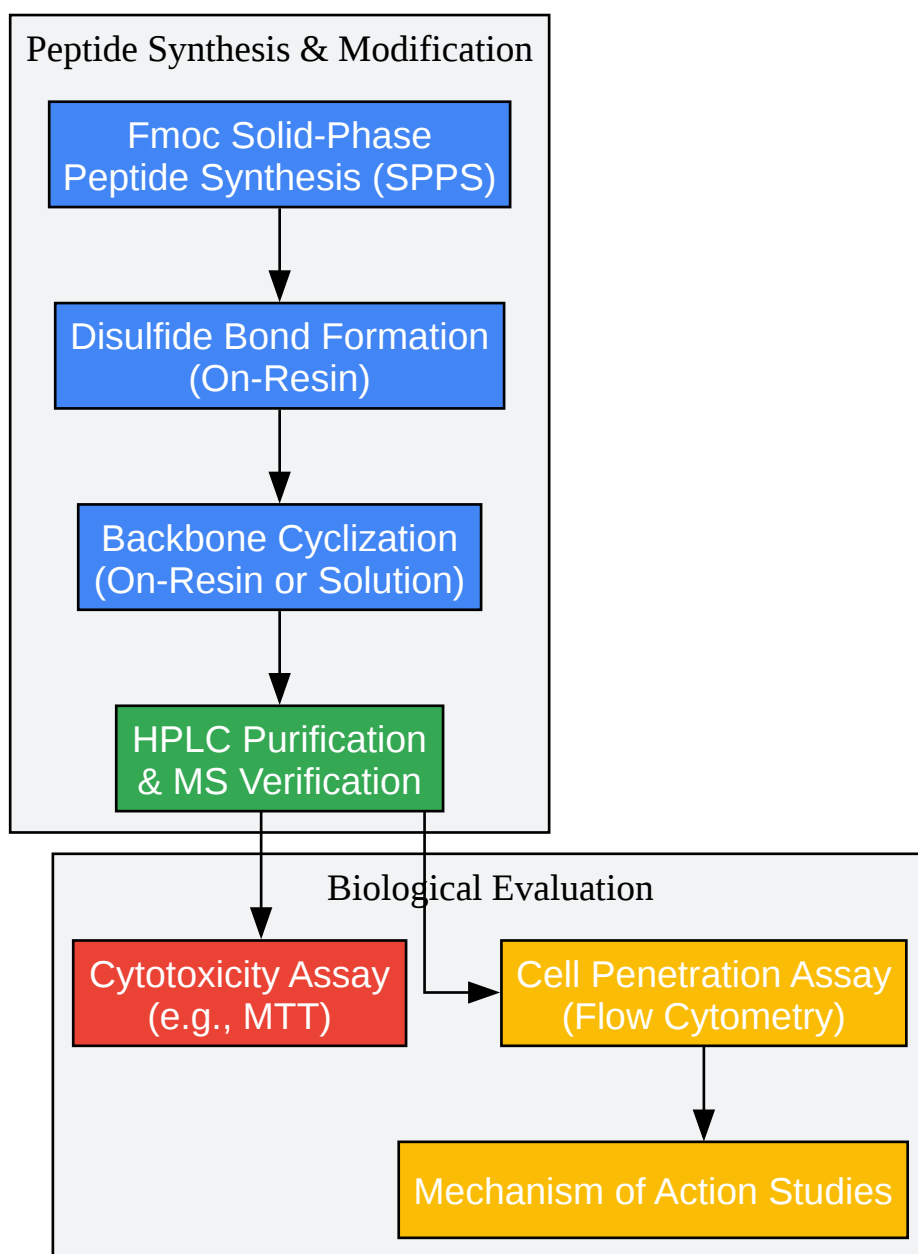 Peptide Synthesis & Modification
Fmoc Solid-Phase
Peptide Synthesis (SPPS)
Disulfide Bond Formation
(On-Resin)
Backbone Cyclization
(On-Resin or Solution)
HPLC Purification
& MS Verification
Biological Evaluation
Cytotoxicity Assay
(e.g., MTT)
Cell Penetration Assay
(Flow Cytometry)
Mechanism of Action Studies